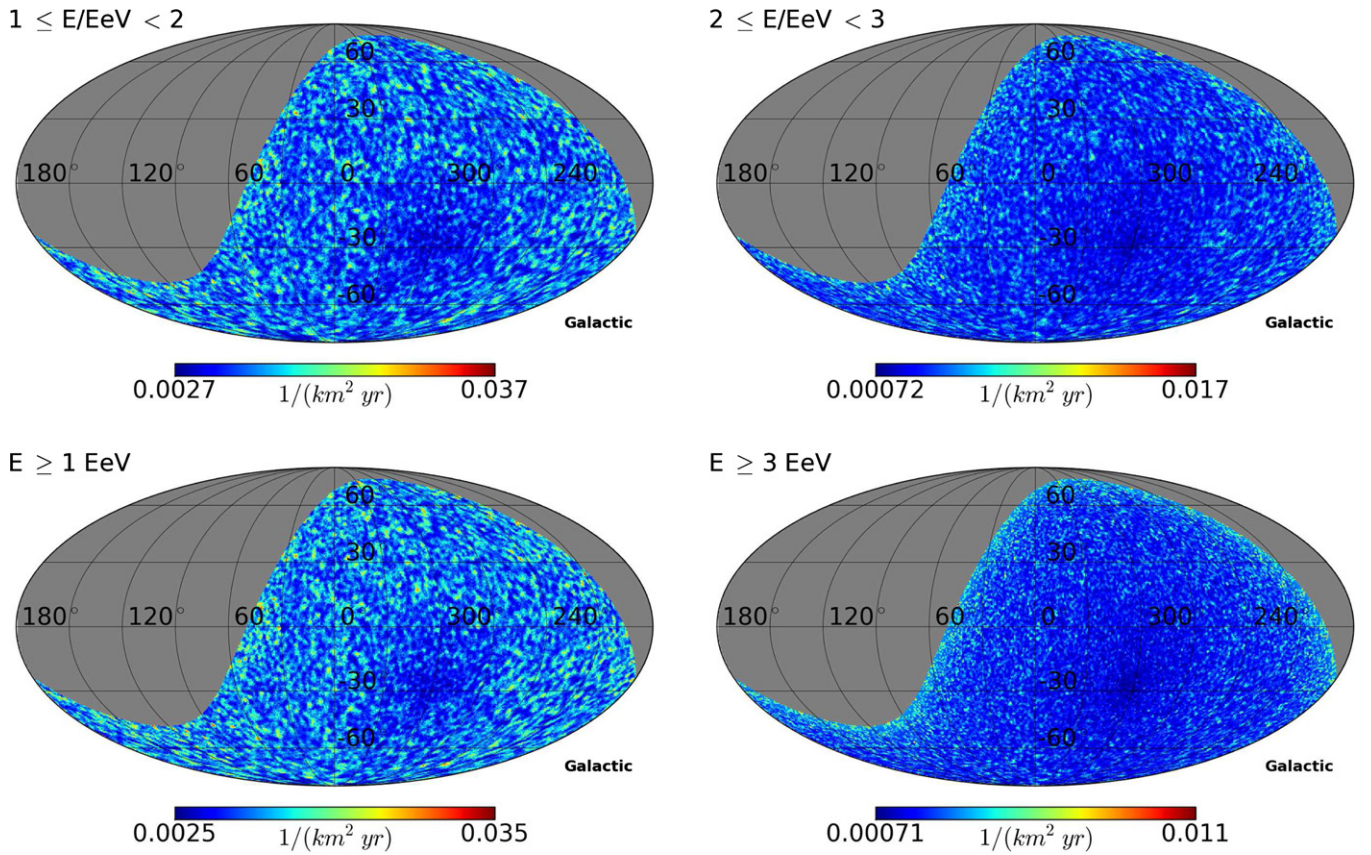 1 ≤ E/EeV < 2
60
30
180° 120° 60 0 300 240°
-30
-60
Galactic
0.0027 1/(km² yr) 0.037
2 ≤ E/EeV < 3
60
30
180° 120° 60 0 300 240°
-30
-60
Galactic
0.00072 1/(km² yr) 0.017
E ≥ 1 EeV
60
30
180° 120° 60° 0 300 240°
-30
-60
Galactic
0.0025 1/(km² yr) 0.035
E ≥ 3 EeV
60
30
180° 120° 60° 0 300 240°
-30
-60
Galactic
0.00071 1/(km² yr) 0.011